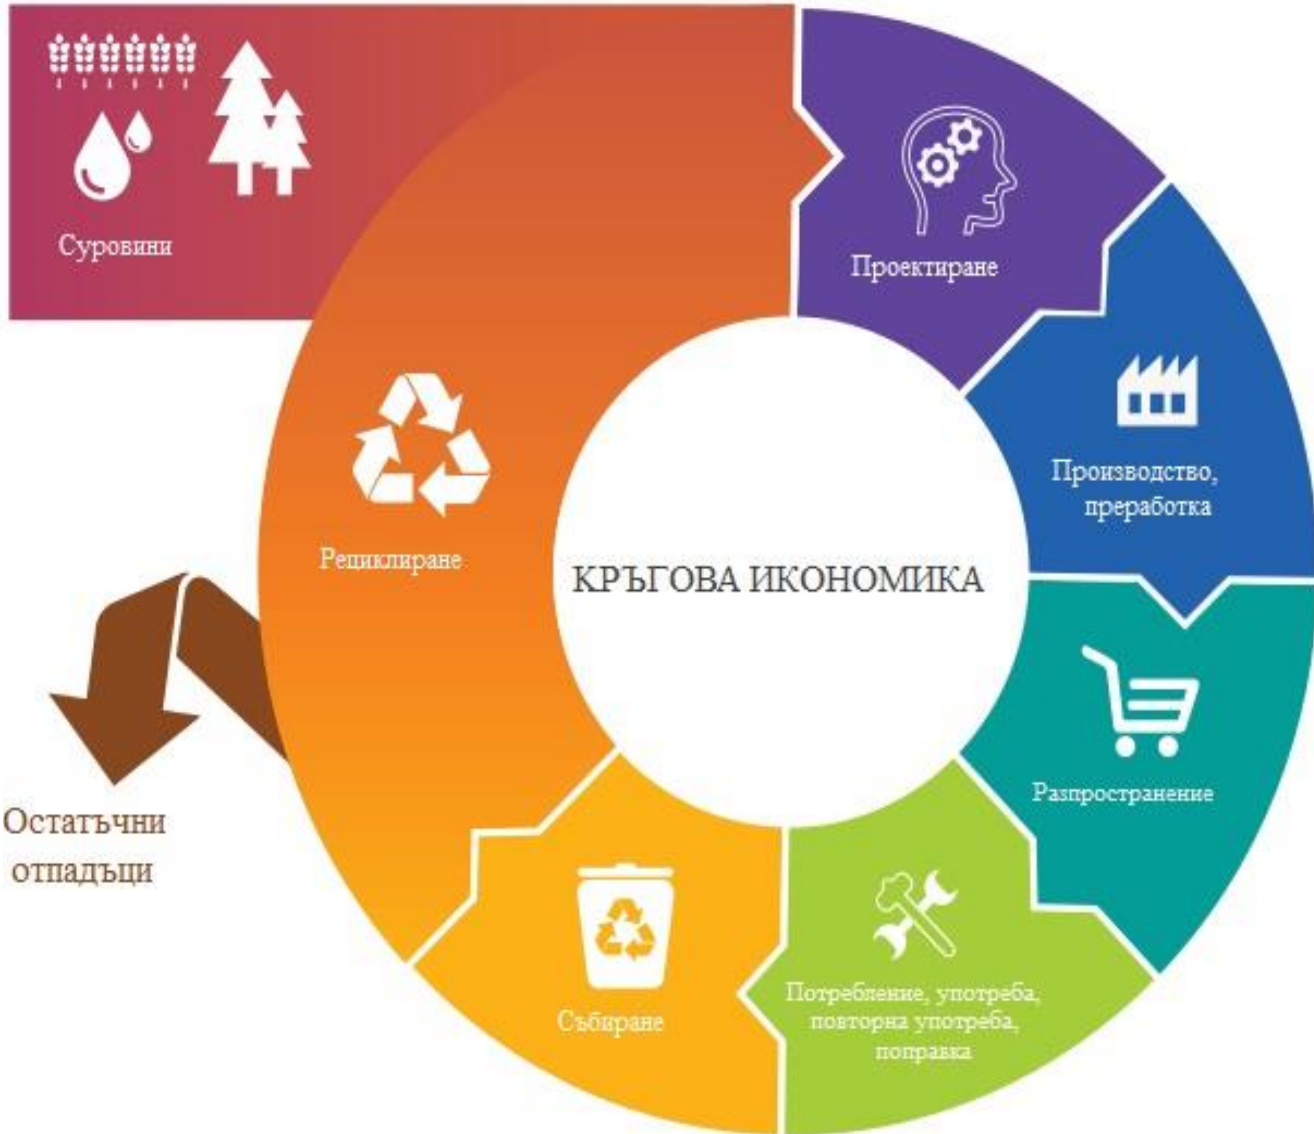 Суровини
Проектиране
Производство,
преработка
Рециклиране
КРЪГОВА ИКОНОМИКА
Разпространение
Остатъчни
отпадъци
Потребление, употреба,
повторна употреба,
поправка
Събиране